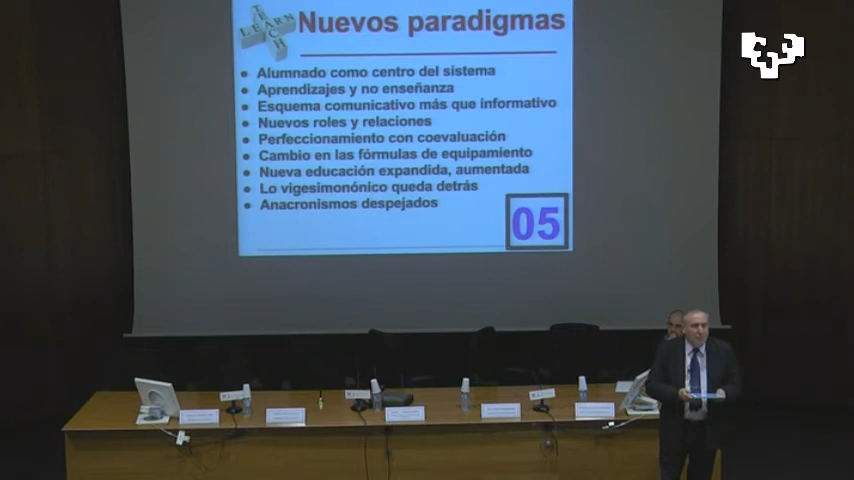 LEARN
TEACH
Nuevos paradigmas
Alumnado como centro del sistema
Aprendizajes y no enseñanza
Esquema comunicativo más que informativo
Nuevos roles y relaciones
Perfeccionamiento con coevaluación
Cambio en las fórmulas de equipamiento
Nueva educación expandida, aumentada
Lo vigesimonónico queda detrás
Anacronismos despejados
05